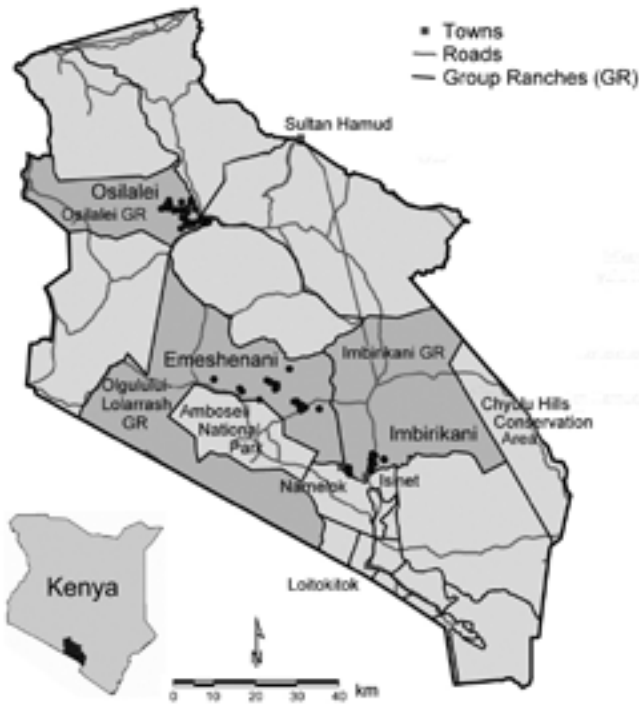 Towns
Roads
Group Ranches (GR)
Sultan Hamud
Osilalei
Osilalei GR
Emeshenani
Imbirikani GR
Olgululului
Lolarrash
GR
Amboseli
National
Park
Chyulu Hills
Conservation
Area
Imbirikani
Namelok
Isinet
Loitokitok
Kenya
N
0 10 20 30 40 km